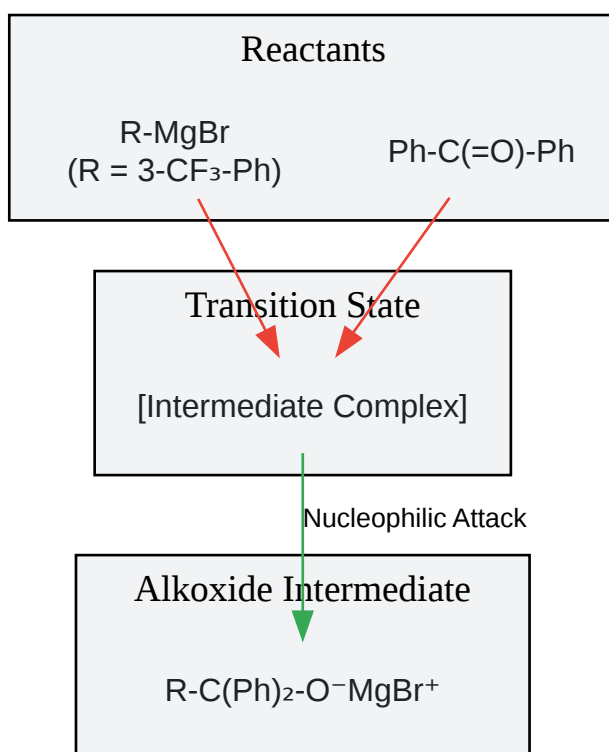 Reactants
R-MgBr
(R = 3-CF₃-Ph)
Ph-C(=O)-Ph
Transition State
[Intermediate Complex]
Nucleophilic Attack
Alkoxide Intermediate
R-C(Ph)₂-O⁻MgBr⁺